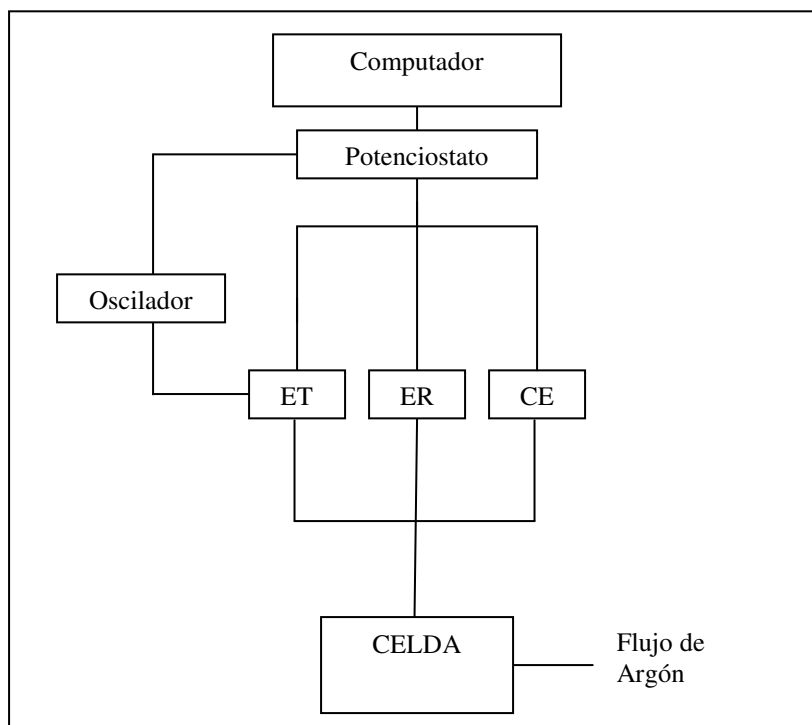 Computador
Potenciostato
Oscilador
ET
ER
CE
CELDA
Flujo de
Argón